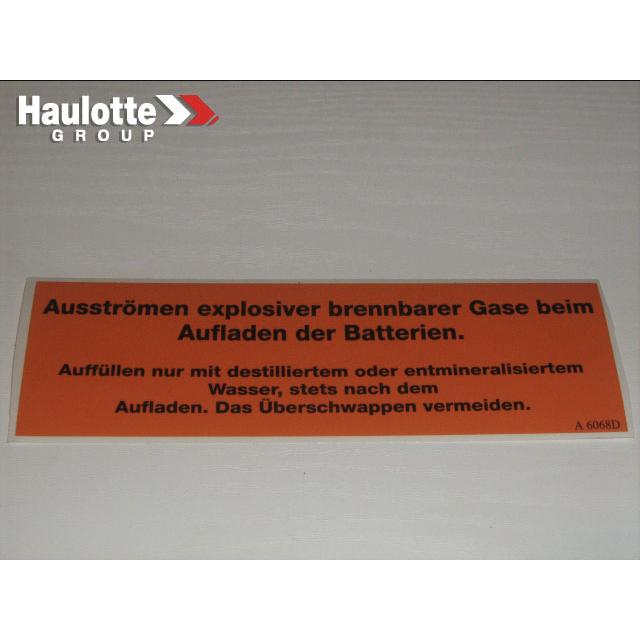 Haulotte
GROUP
Ausströmen explosiver brennbarer Gase beim
Aufladen der Batterien.
Auffüllen nur mit destilliertem oder entmineralisiertem
Wasser, stets nach dem
Aufladen. Das Überschwappen vermeiden.
A 6068D